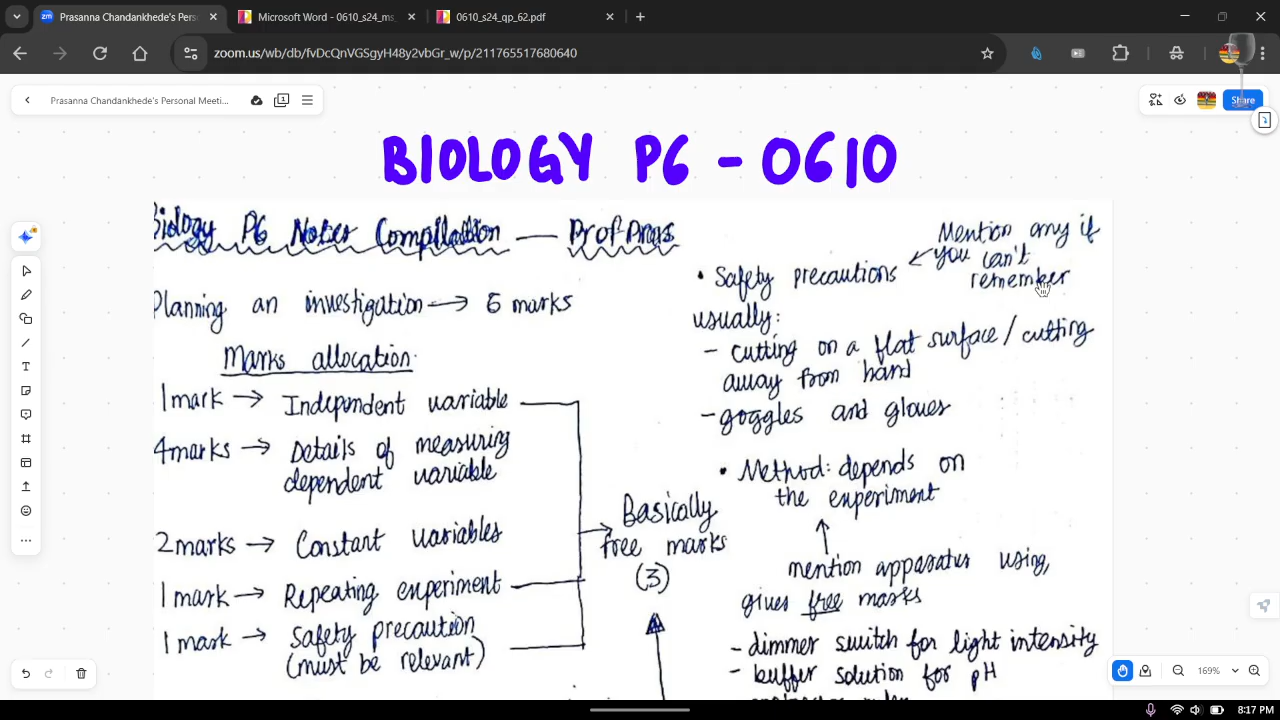 Prasanna Chandankhede's Pers
Microsoft Word - 0610_s24_ms_
0610_s24_qp_62.pdf
zoom.us/wb/db/fvDcQnVGSgyH48y2vbGr_w/p/211765517680640
Prasanna Chandankhede's Personal Meeti...
Share
BIOLOGY P6 - 0610
Biology P6 Notes Compilation — Prof Pras
Planning an investigation → 6 marks
Marks allocation
1mark → Independent variable
4marks → Details of measuring
dependent variable
2marks → Constant variables
1mark → Repeating experiment
1mark → Safety precaution
(must be relevant)
Basically
free marks
(3)
Mention any if
you can't
remember
• Safety precautions
usually:
- cutting on a flat surface / cutting
away from hand
- goggles and gloves
• Method: depends on
the experiment
mention apparatus using,
gives free marks
- dimmer switch for light intensity
- buffer solution for pH
169%
8:17 PM